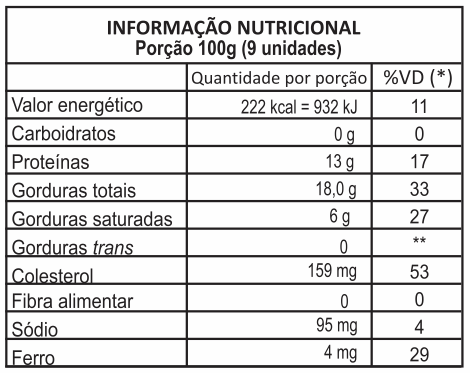 INFORMAÇÃO NUTRICIONAL
Porção 100g (9 unidades)
Quantidade por porção %VD (*)
Valor energético 222 kcal = 932 kJ 11
Carboidratos 0 g 0
Proteínas 13 g 17
Gorduras totais 18,0 g 33
Gorduras saturadas 6 g 27
Gorduras trans 0 **
Colesterol 159 mg 53
Fibra alimentar 0 0
Sódio 95 mg 4
Ferro 4 mg 29